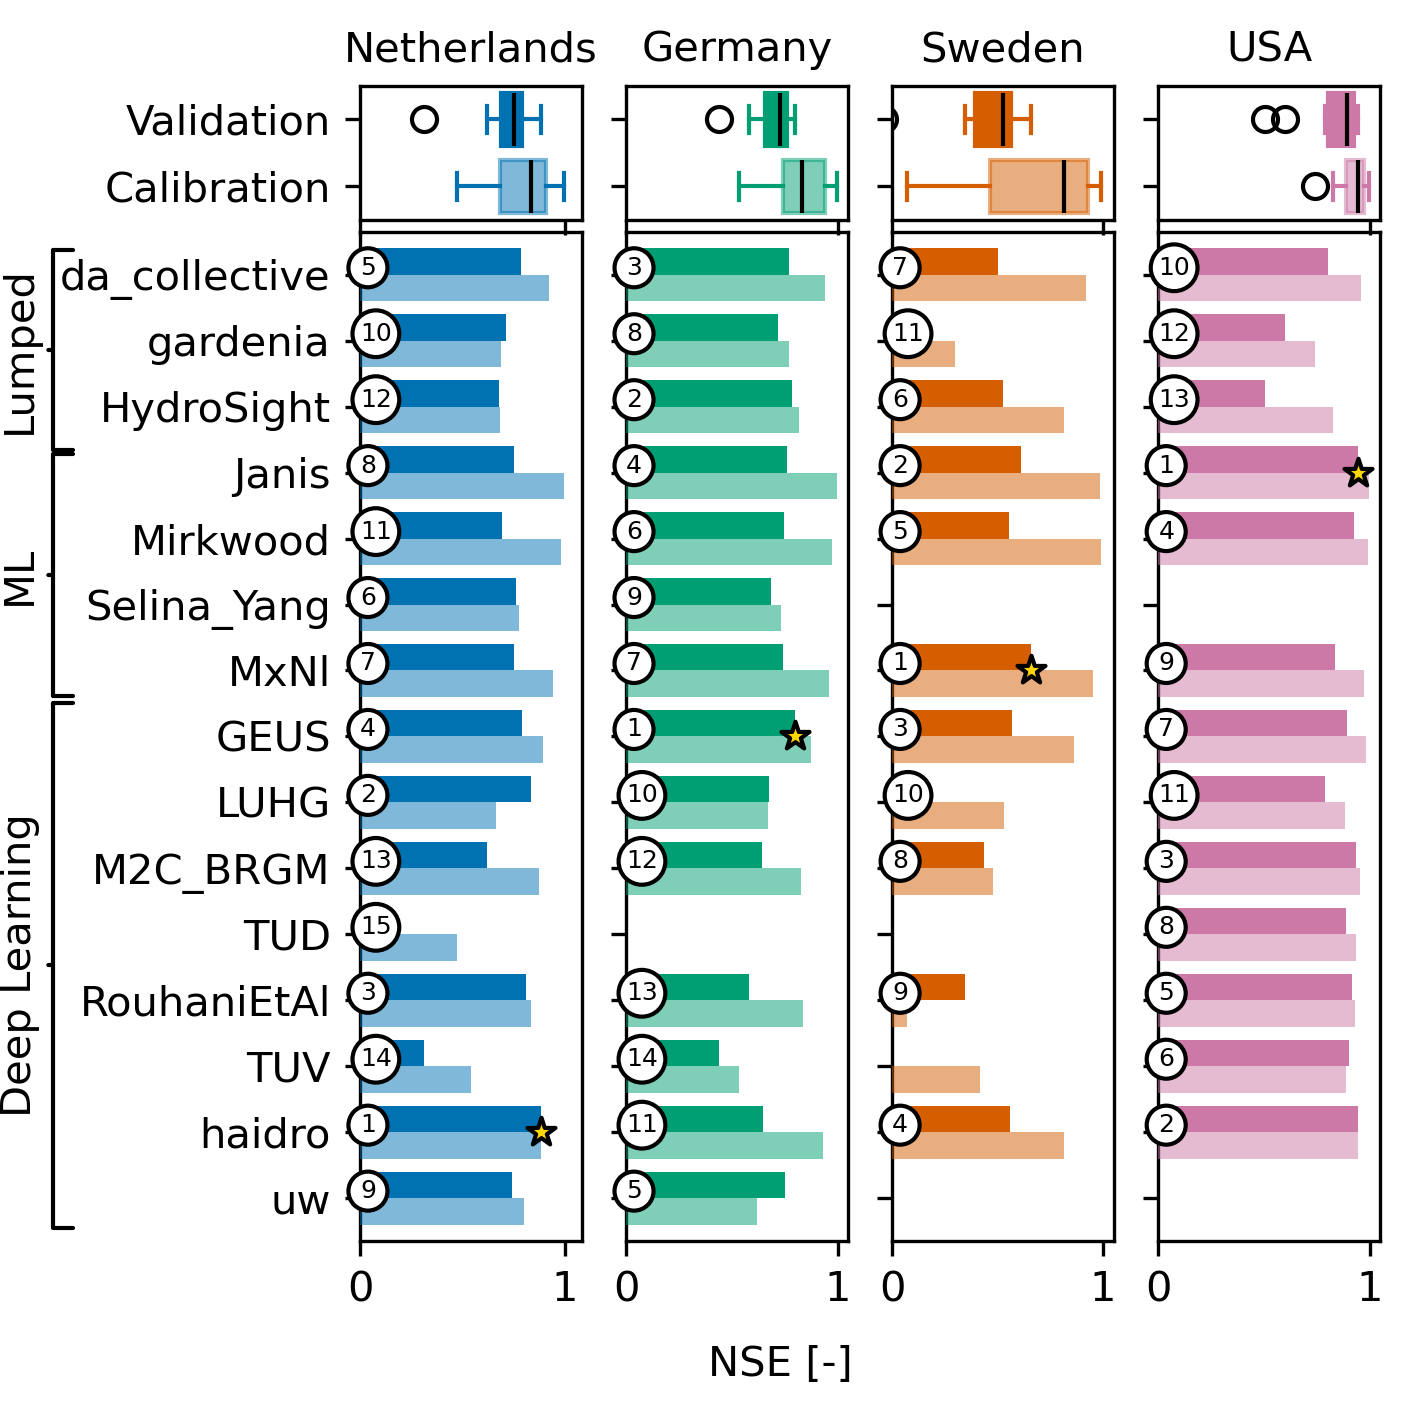 Netherlands Germany Sweden USA
Validation
Calibration
Lumped
da_collective 5 3 7 10
gardenia 10 8 11 12
HydroSight 12 2 6 13
ML
Janis 8 4 2 1
Mirkwood 11 6 5 4
Selina_Yang 6 9
MxNl 7 7 1 9
Deep Learning
GEUS 4 1 3 7
LUHG 2 10 10 11
M2C_BRGM 13 12 8 3
TUD 15 8
RouhaniEtAl 3 13 9 5
TUV 14 14 6
haidro 1 11 4 2
uw 9 5
0 1 0 1 0 1 0 1
NSE [-]